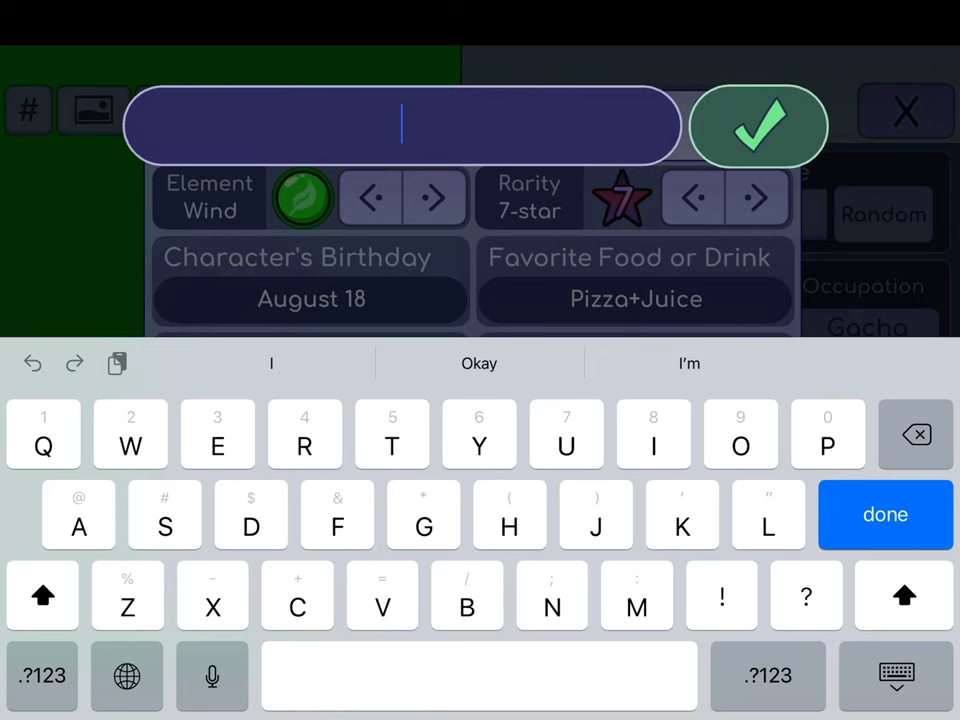 #
X
Element
Wind
Rarity
7-star
7
e
Random
Character's Birthday
August 18
Favorite Food or Drink
Pizza+Juice
Occupation
Gacha
I
Okay
I'm
1 2 3 4 5 6 7 8 9 0
Q W E R T Y U I O P
@ # $ & * ( ) ' "
A S D F G H J K L done
% - + = / ; :
Z X C V B N M ! ?
.?123 .?123